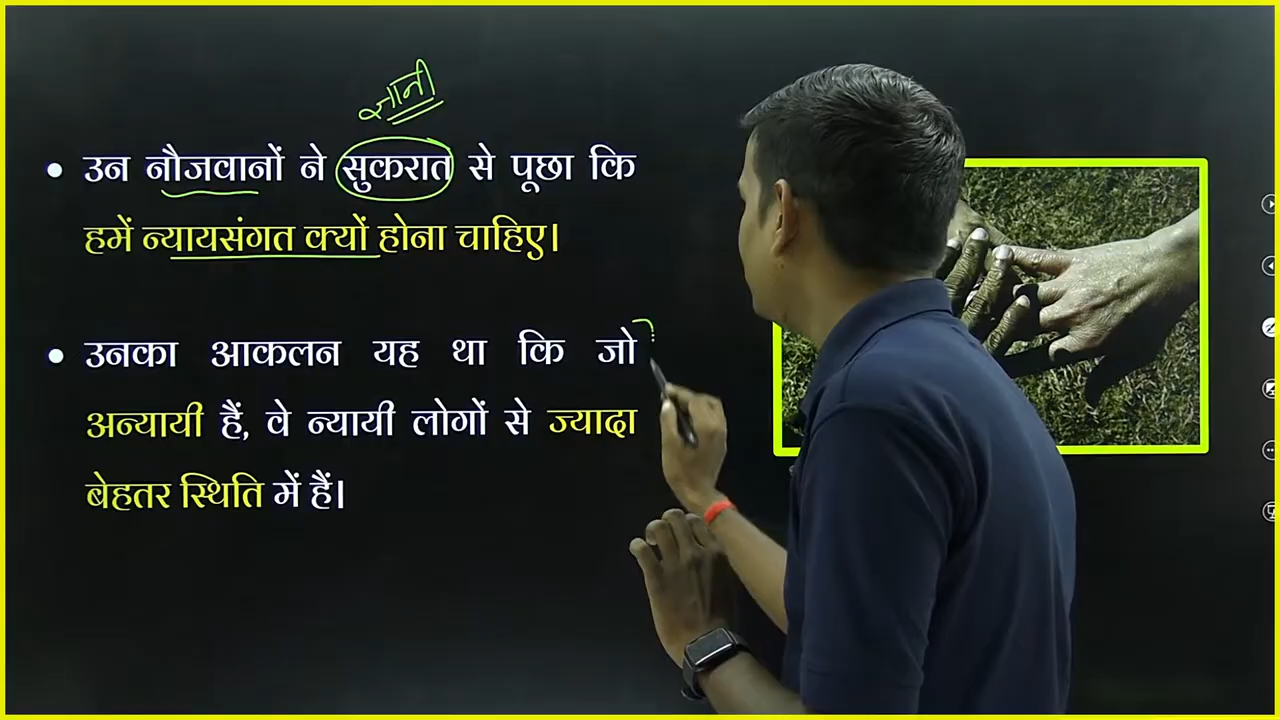 ज्ञानी
• उन नौजवानों ने सुकरात से पूछा कि
हमें न्यायसंगत क्यों होना चाहिए।
• उनका आकलन यह था कि जो
अन्यायी हैं, वे न्यायी लोगों से ज्यादा
बेहतर स्थिति में हैं।